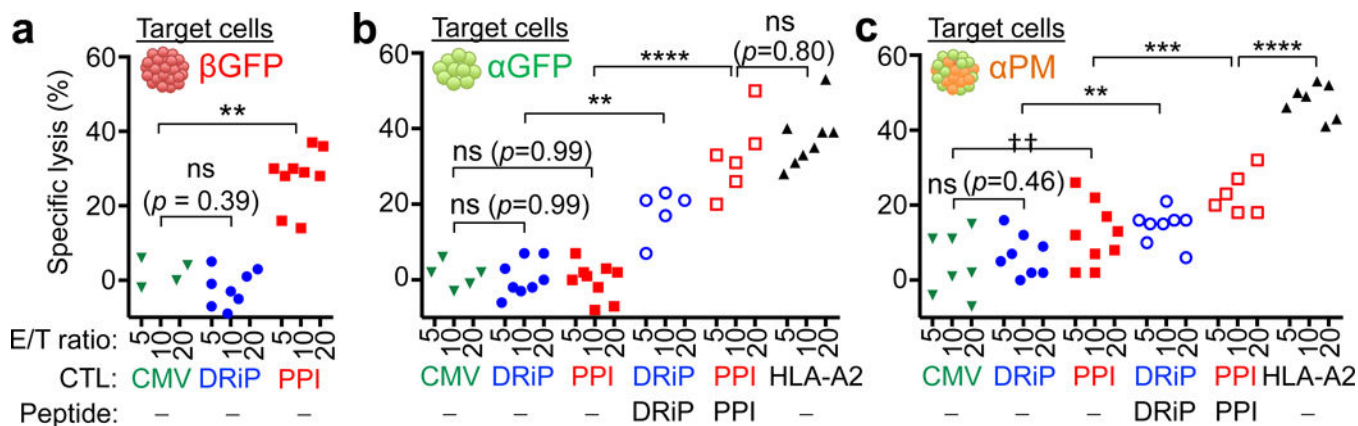 a
Target cells
βGFP
Specific lysis (%)
60
40
20
0
**
ns
(p = 0.39)
E/T ratio:
5 10 20 5 10 20 5 10 20
CTL: CMV DRiP PPI
Peptide: – – –
b
Target cells
αGFP
60
40
20
0
ns
(p=0.80)
****
**
ns (p=0.99)
ns (p=0.99)
5 10 20 5 10 20 5 10 20 5 10 20 5 10 20 5 10 20
CMV DRiP PPI DRiP PPI HLA-A2
– – – DRiP PPI –
c
Target cells
αPM
60
40
20
0
*** ****
**
††
ns (p=0.46)
5 10 20 5 10 20 5 10 20 5 10 20 5 10 20 5 10 20
CMV DRiP PPI DRiP PPI HLA-A2
– – – DRiP PPI –